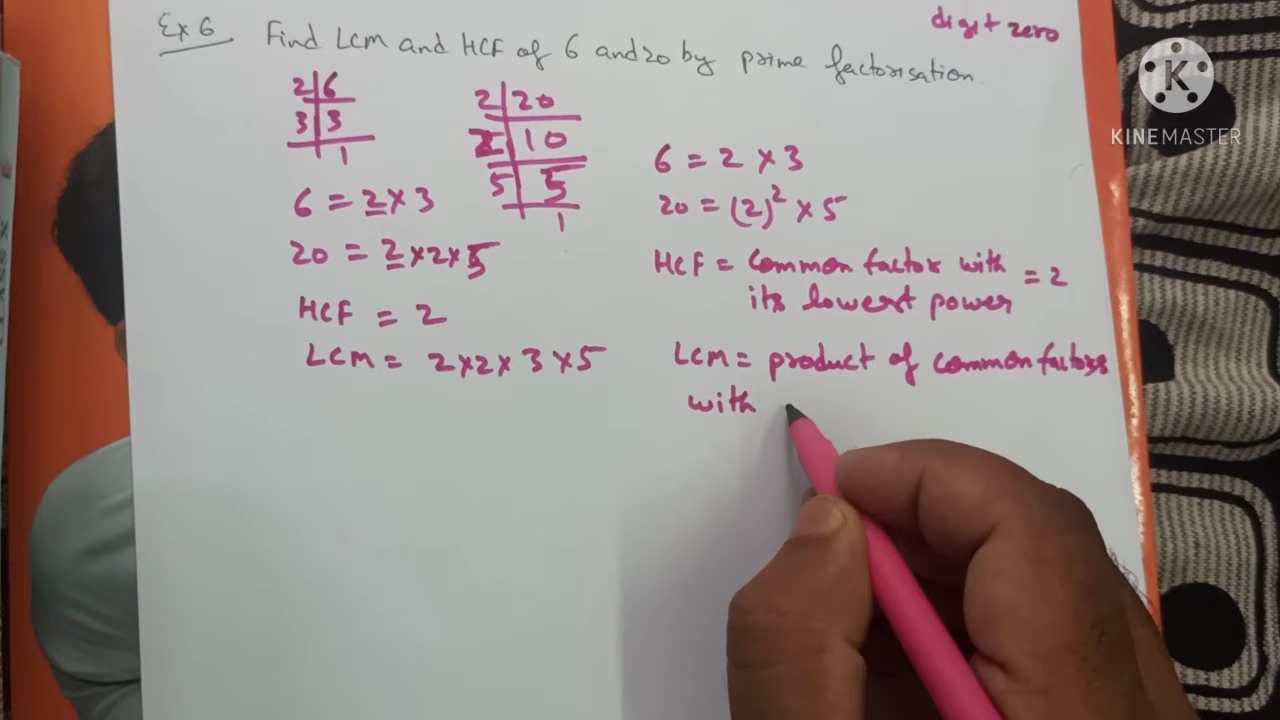 digit zero
Ex 6 Find LCM and HCF of 6 and 20 by prime factorisation
K
KINEMASTER
2 6
3 3
1
2 20
2 10
5 5
1
6 = 2 × 3
20 = 2 × 2 × 5
HCF = 2
LCM = 2 × 2 × 3 × 5
6 = 2 × 3
20 = (2)² × 5
HCF = Common factor with = 2
its lowest power
LCM = product of common factors
with